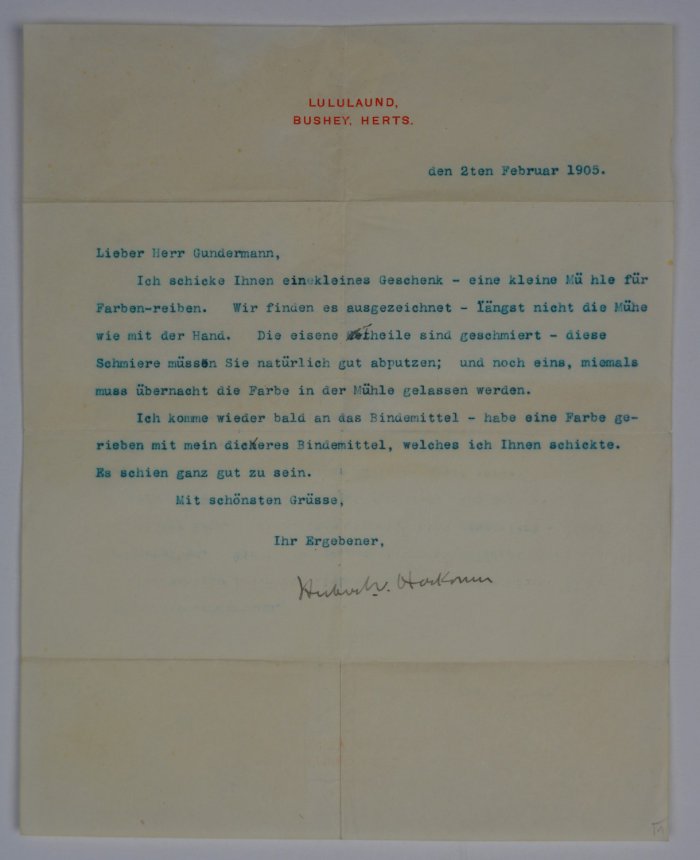 LULULAUND,
BUSHEY, HERTS.
den 2ten Februar 1905.
Lieber Herr Gundermann,
Ich schicke Ihnen einekleines Geschenk - eine kleine Mü hle für
Farben-reiben. Wir finden es ausgezeichnet - längst nicht die Mühe
wie mit der Hand. Die eisene theile sind geschmiert - diese
Schmiere müssen Sie natürlich gut abputzen; und noch eins, miemals
muss übernacht die Farbe in der Mühle gelassen werden.
Ich komme wieder bald an das Bindemittel - habe eine Farbe ge-
rieben mit mein dickeres Bindemittel, welches ich Ihnen schickte.
Es schien ganz gut zu sein.
Mit schönsten Grüsse,
Ihr Ergebener,
Hubert v. Herkomer